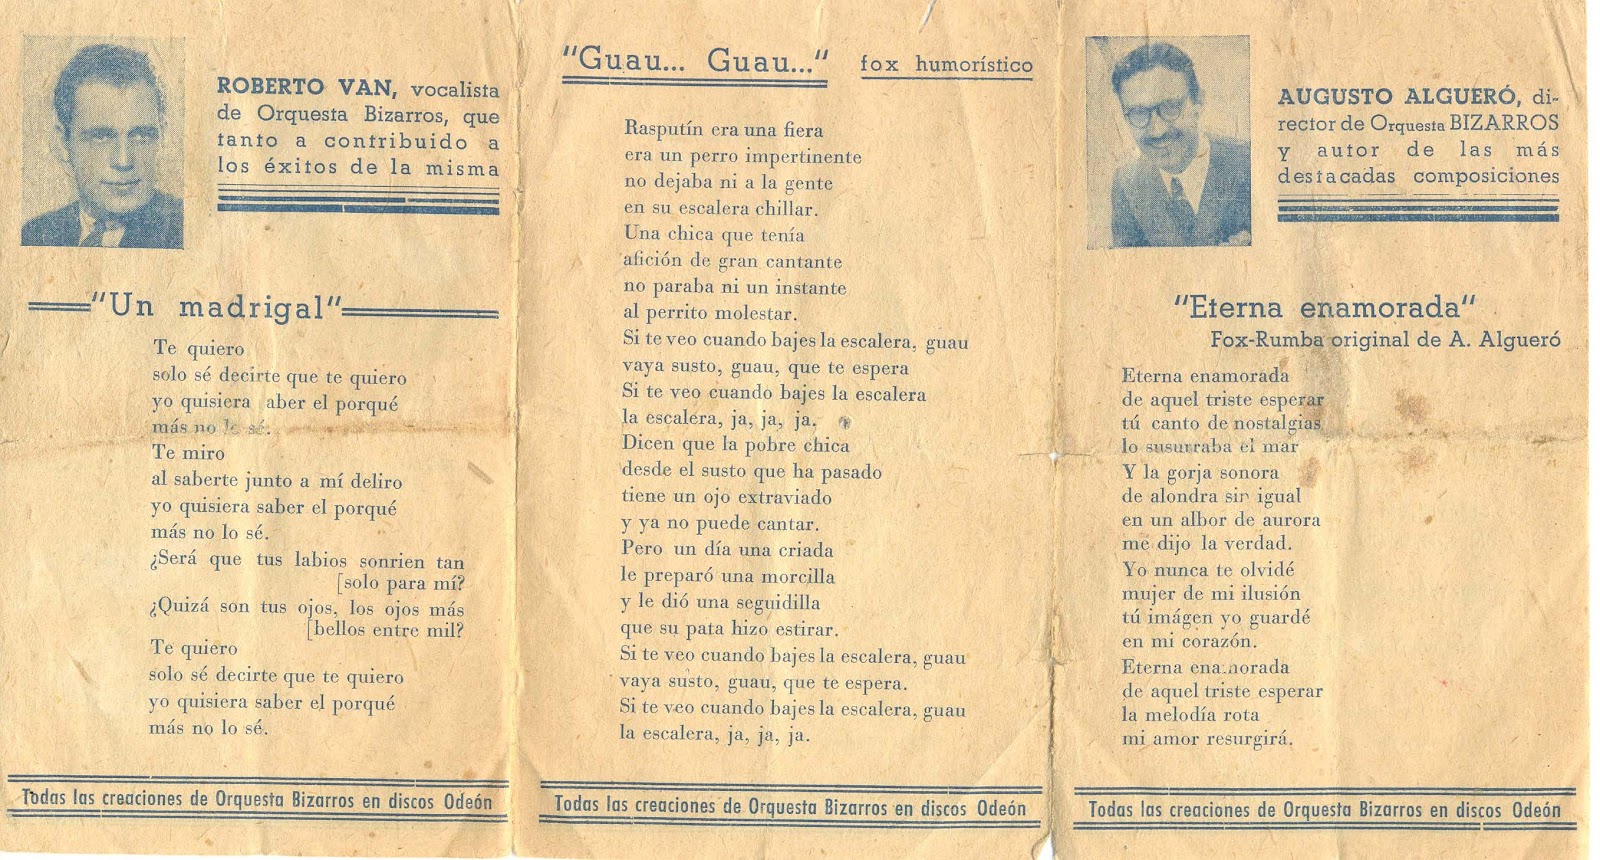 ROBERTO VAN, vocalista
de Orquesta Bizarros, que
tanto a contribuido a
los éxitos de la misma
"Un madrigal"
Te quiero
solo sé decirte que te quiero
yo quisiera aber el porqué
más no lo sé.
Te miro
al saberte junto a mí deliro
yo quisiera saber el porqué
más no lo sé.
¿Será que tus labios sonrien tan
[solo para mí?
¿Quizá son tus ojos, los ojos más
[bellos entre mil?
Te quiero
solo sé decirte que te quiero
yo quisiera saber el porqué
más no lo sé.
Todas las creaciones de Orquesta Bizarros en discos Odeón
"Guau... Guau..." fox humorístico
Rasputín era una fiera
era un perro impertinente
no dejaba ni a la gente
en su escalera chillar.
Una chica que tenía
afición de gran cantante
no paraba ni un instante
al perrito molestar.
Si te veo cuando bajes la escalera, guau
vaya susto, guau, que te espera
Si te veo cuando bajes la escalera
la escalera, ja, ja, ja.
Dicen que la pobre chica
desde el susto que ha pasado
tiene un ojo extraviado
y ya no puede cantar.
Pero un día una criada
le preparó una morcilla
y le dió una seguidilla
que su pata hizo estirar.
Si te veo cuando bajes la escalera, guau
vaya susto, guau, que te espera.
Si te veo cuando bajes la escalera, guau
la escalera, ja, ja, ja.
Todas las creaciones de Orquesta Bizarros en discos Odeón
AUGUSTO ALGUERÓ, di-
rector de Orquesta BIZARROS
y autor de las más
destacadas composiciones
"Eterna enamorada"
Fox-Rumba original de A. Algueró
Eterna enamorada
de aquel triste esperar
tú canto de nostalgias
lo susurraba el mar
Y la gorja sonora
de alondra sin igual
en un albor de aurora
me dijo la verdad.
Yo nunca te olvidé
mujer de mi ilusión
tú imágen yo guardé
en mi corazón.
Eterna enamorada
de aquel triste esperar
la melodía rota
mi amor resurgirá.
Todas las creaciones de Orquesta Bizarros en discos Odeón